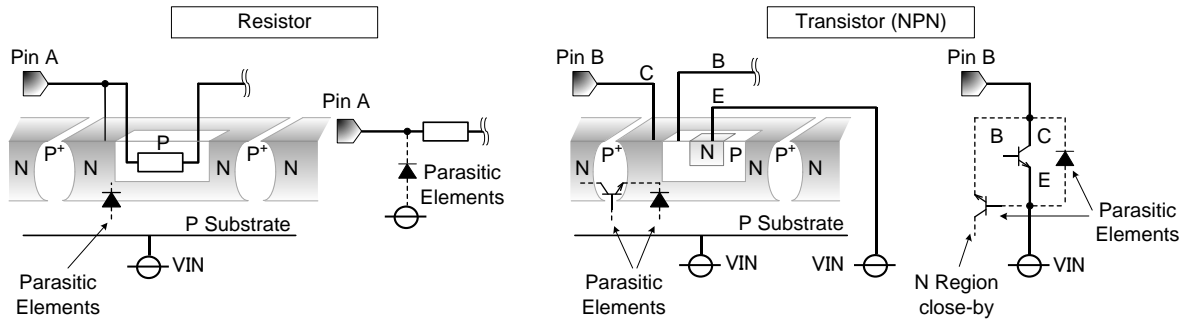 Resistor
Pin A
N
P+
N
P
N
P+
N
P Substrate
VIN
Parasitic
Elements
Pin A
Parasitic
Elements
Transistor (NPN)
Pin B
C
B
E
N
P+
N
N
P
N
P+
N
P Substrate
VIN
VIN
Parasitic
Elements
Pin B
B
C
E
Parasitic
Elements
VIN
N Region
close-by